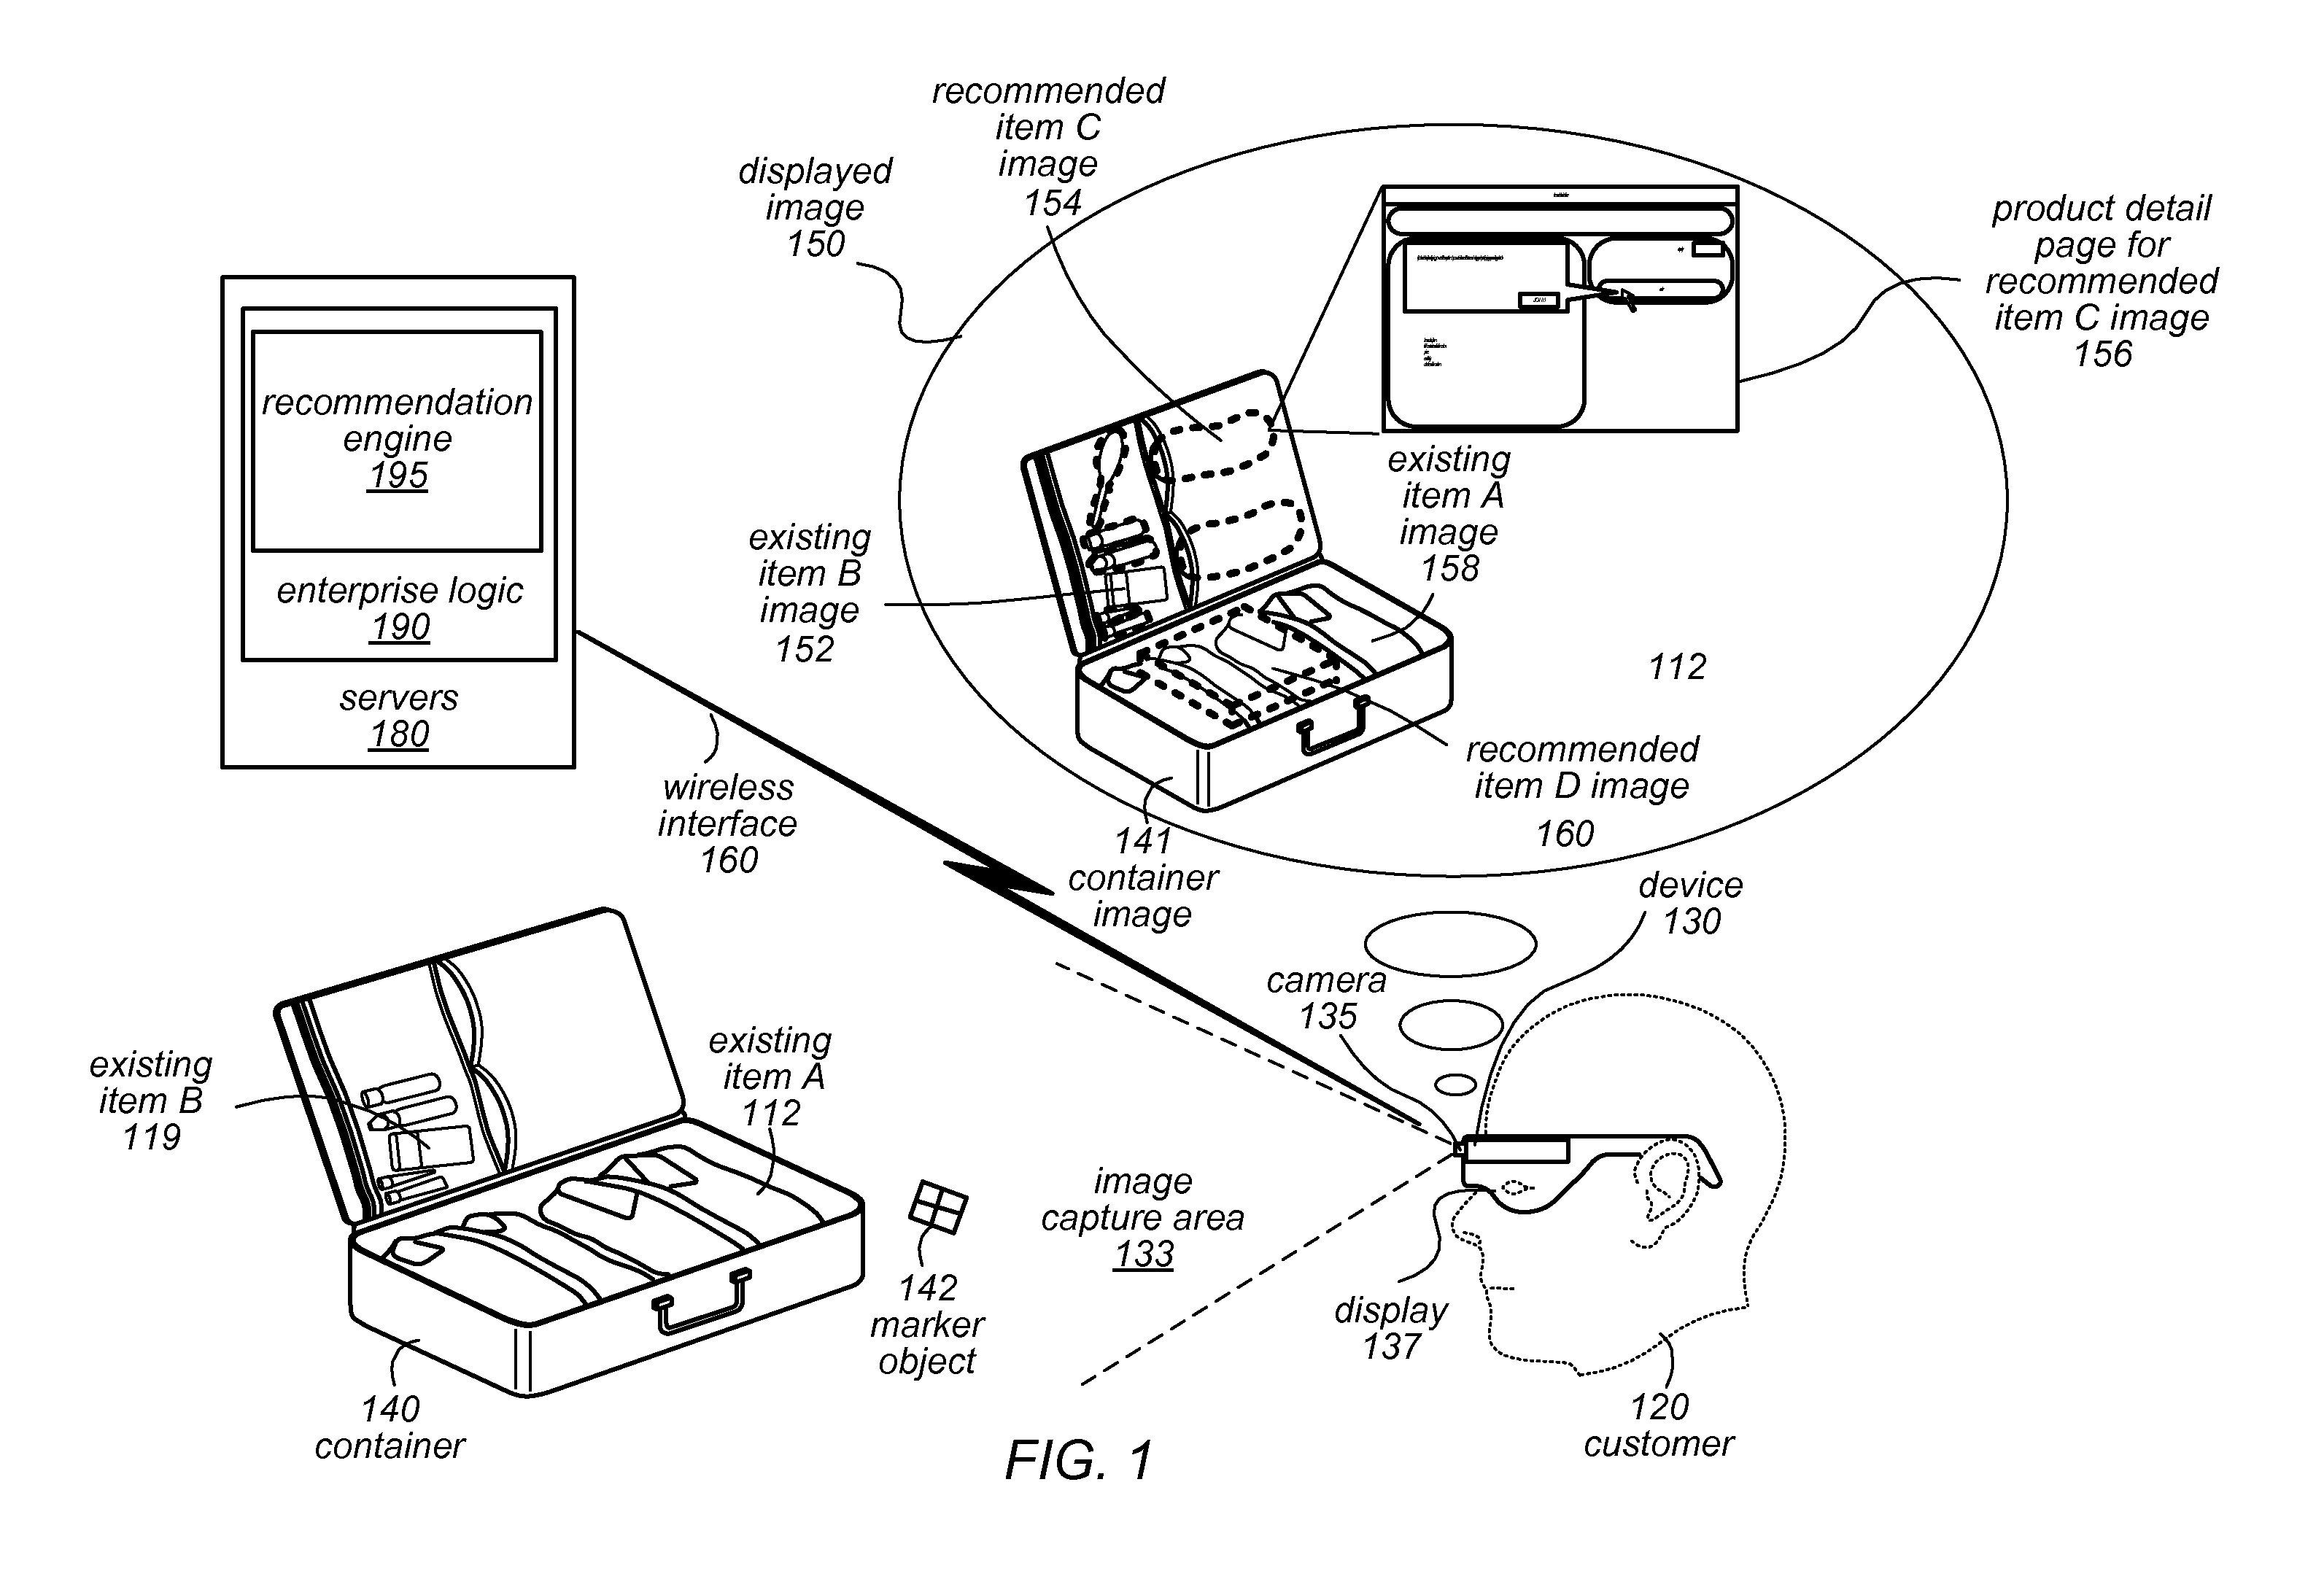 recommended
item C
image
154
displayed
image
150
product detail
page for
recommended
item C image
156
recommendation
engine
195
enterprise logic
190
servers
180
existing
item A
image
158
existing
item B
image
152
112
recommended
item D image
160
wireless
interface
160
141
container
image
device
130
camera
135
existing
item B
119
existing
item A
112
image
capture area
133
142
marker
object
display
137
140
container
120
customer
FIG. 1